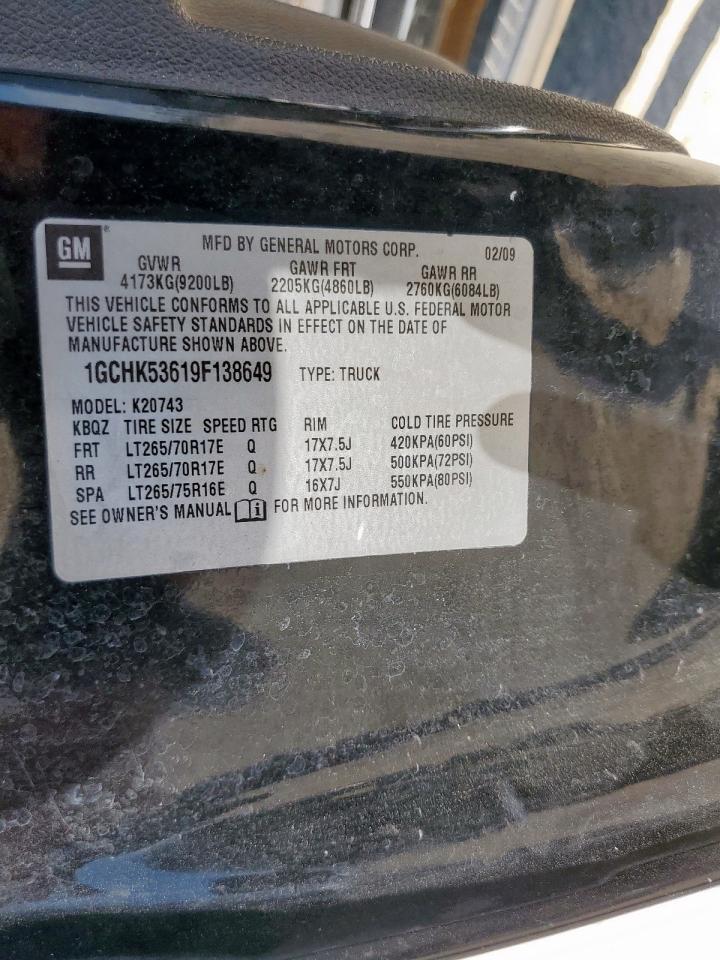 GM ®
MFD BY GENERAL MOTORS CORP. 02/09
GVWR GAWR FRT GAWR RR
4173KG(9200LB) 2205KG(4860LB) 2760KG(6084LB)
THIS VEHICLE CONFORMS TO ALL APPLICABLE U.S. FEDERAL MOTOR
VEHICLE SAFETY STANDARDS IN EFFECT ON THE DATE OF
MANUFACTURE SHOWN ABOVE.
1GCHK53619F138649 TYPE: TRUCK
MODEL: K20743
KBQZ TIRE SIZE SPEED RTG RIM COLD TIRE PRESSURE
FRT LT265/70R17E Q 17X7.5J 420KPA(60PSI)
RR LT265/70R17E Q 17X7.5J 500KPA(72PSI)
SPA LT265/75R16E Q 16X7J 550KPA(80PSI)
SEE OWNER'S MANUAL i FOR MORE INFORMATION.